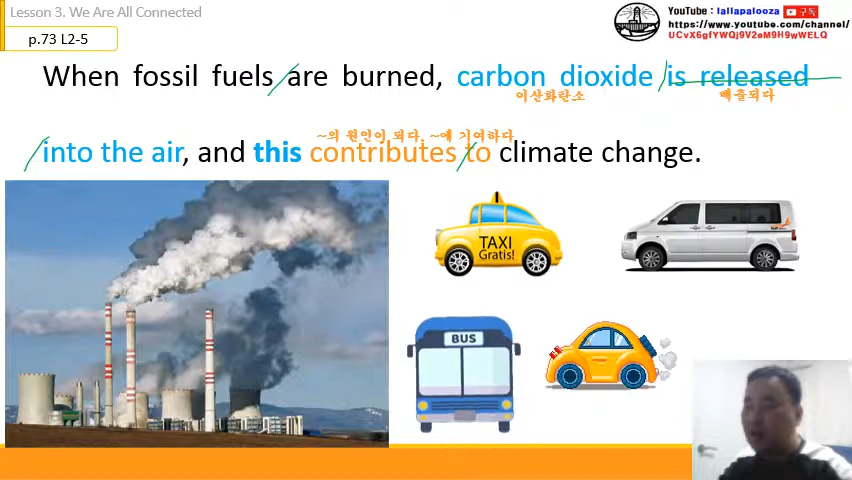 Lesson 3. We Are All Connected
YouTube : lallapalooza 구독
https://www.youtube.com/channel/
UCvX6gfYWQj9V2eM9H9wWELQ
p.73 L2-5
When fossil fuels are burned, carbon dioxide is released
이산화탄소 배출되다
~의 원인이 되다, ~에 기여하다
into the air, and this contributes to climate change.
TAXI
Gratis!
BUS